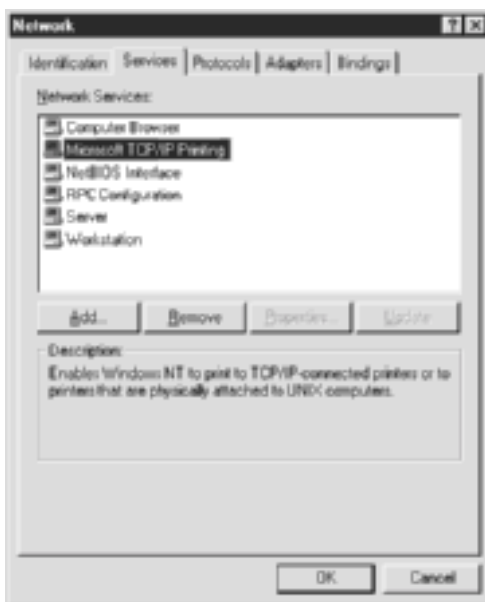 Network
Identification Services Protocols Adapters Bindings
Network Services:
Computer Browser
Microsoft TCP/IP Printing
NetBIOS Interface
RPC Configuration
Server
Workstation
Add... Remove Properties... Update
Description:
Enables Windows NT to print to TCP/IP-connected printers or to
printers that are physically attached to UNIX computers.
OK Cancel